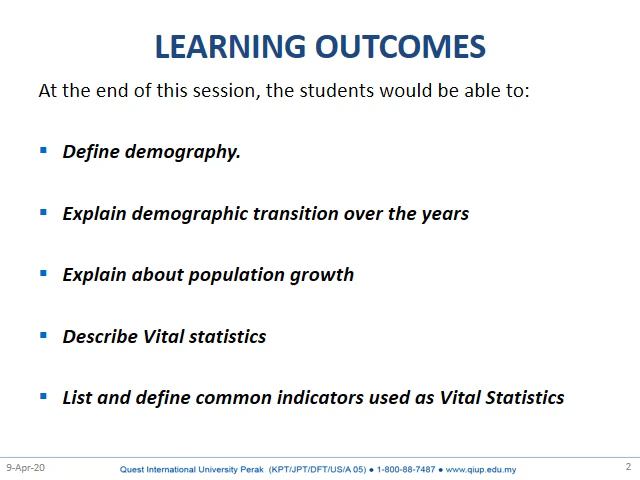 LEARNING OUTCOMES
At the end of this session, the students would be able to:
▪ Define demography.
▪ Explain demographic transition over the years
▪ Explain about population growth
▪ Describe Vital statistics
▪ List and define common indicators used as Vital Statistics
9-Apr-20
Quest International University Perak (KPT/JPT/DFT/US/A 05) ● 1-800-88-7487 ● www.qiup.edu.my
2